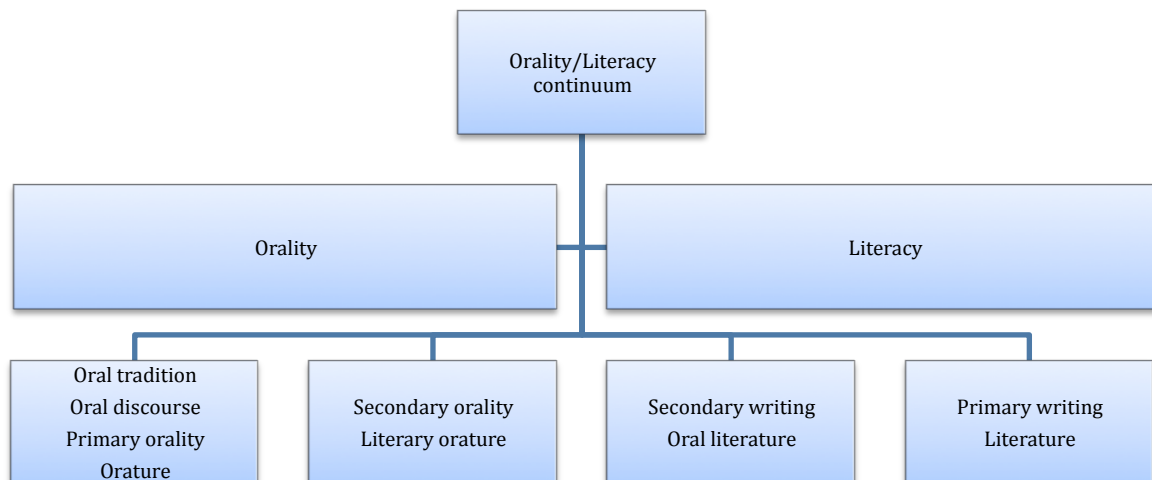 Orality/Literacy
continuum
Orality
Literacy
Oral tradition
Oral discourse
Primary orality
Orature
Secondary orality
Literary orature
Secondary writing
Oral literature
Primary writing
Literature